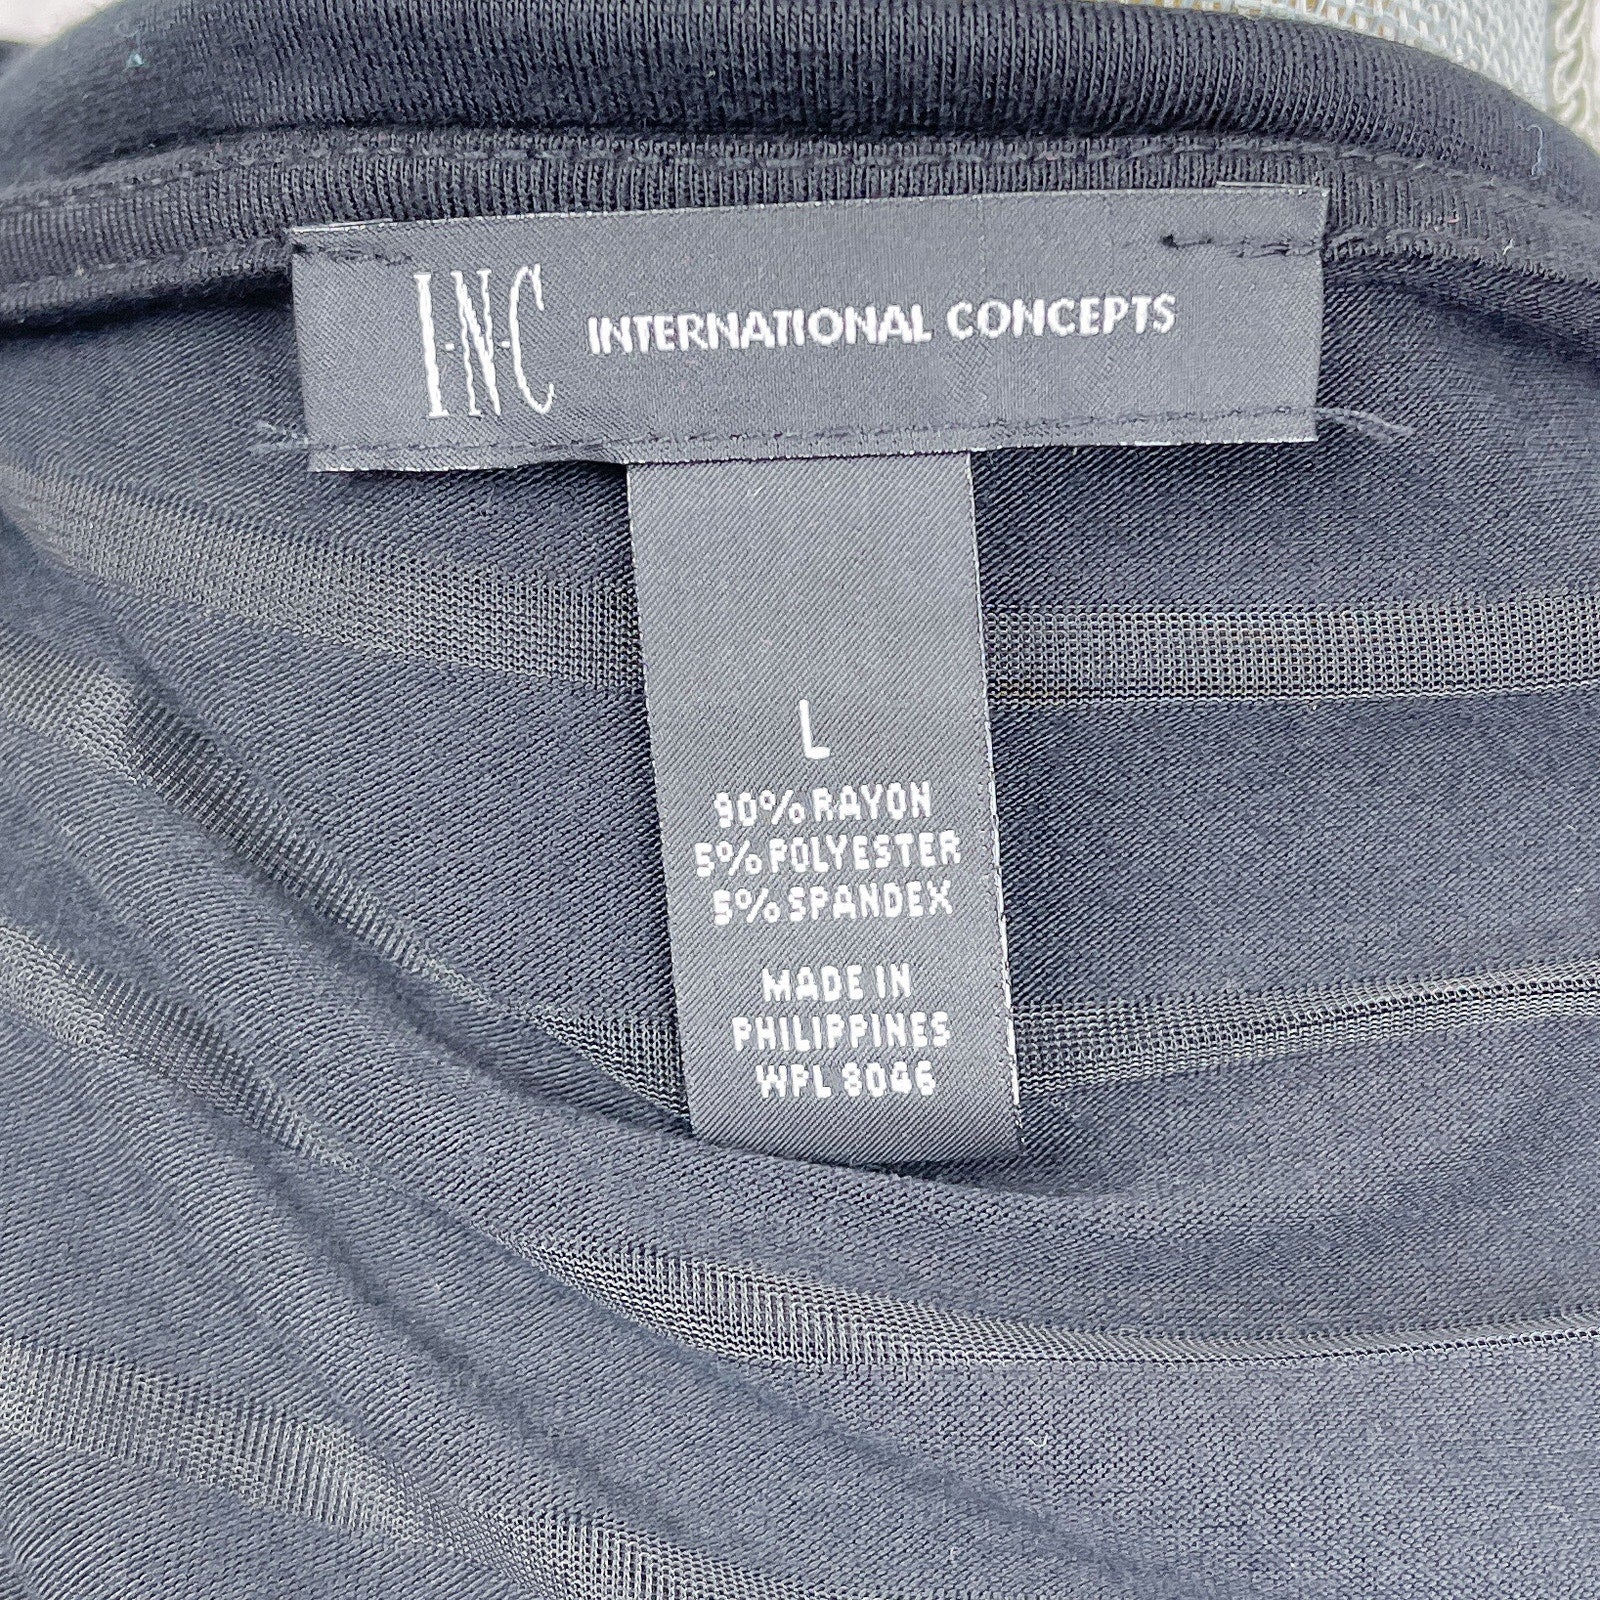 I·N·C INTERNATIONAL CONCEPTS
L
90% RAYON
5% POLYESTER
5% SPANDEX
MADE IN
PHILIPPINES
WPL 8046